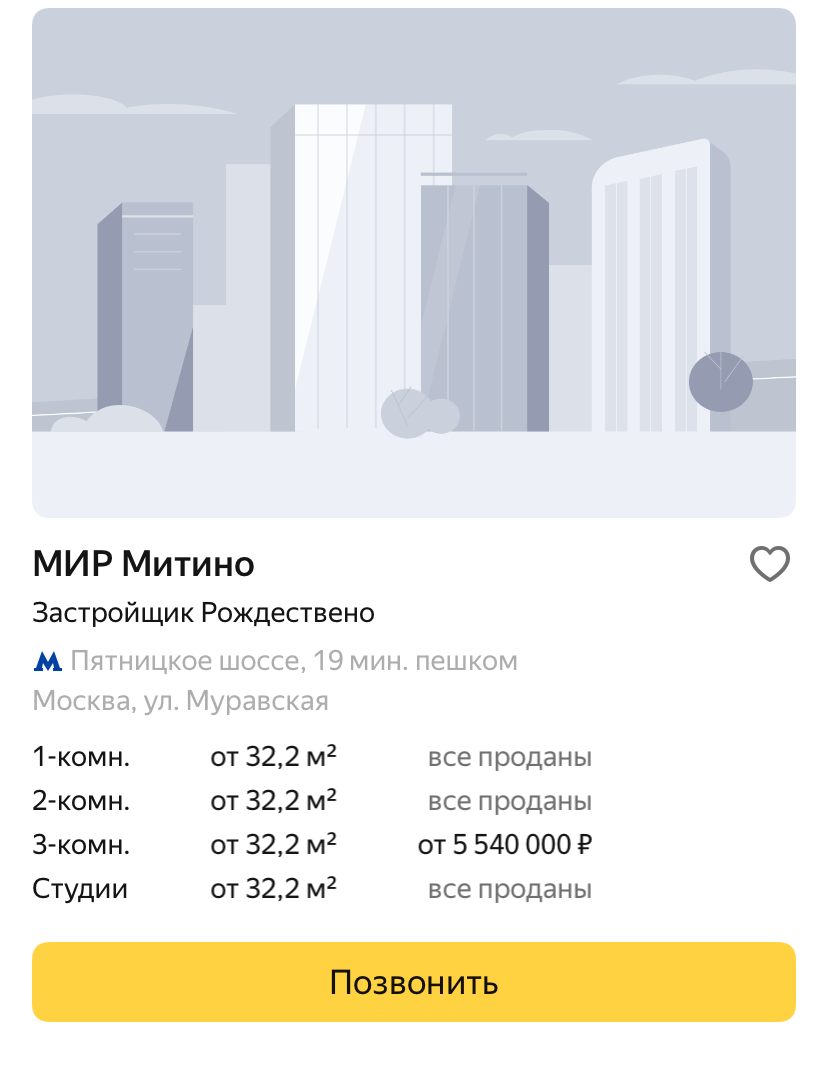 МИР Митино
Застройщик Рождествено
Пятницкое шоссе, 19 мин. пешком
Москва, ул. Муравская
1-комн. от 32,2 м² все проданы
2-комн. от 32,2 м² все проданы
3-комн. от 32,2 м² от 5 540 000 ₽
Студии от 32,2 м² все проданы
Позвонить